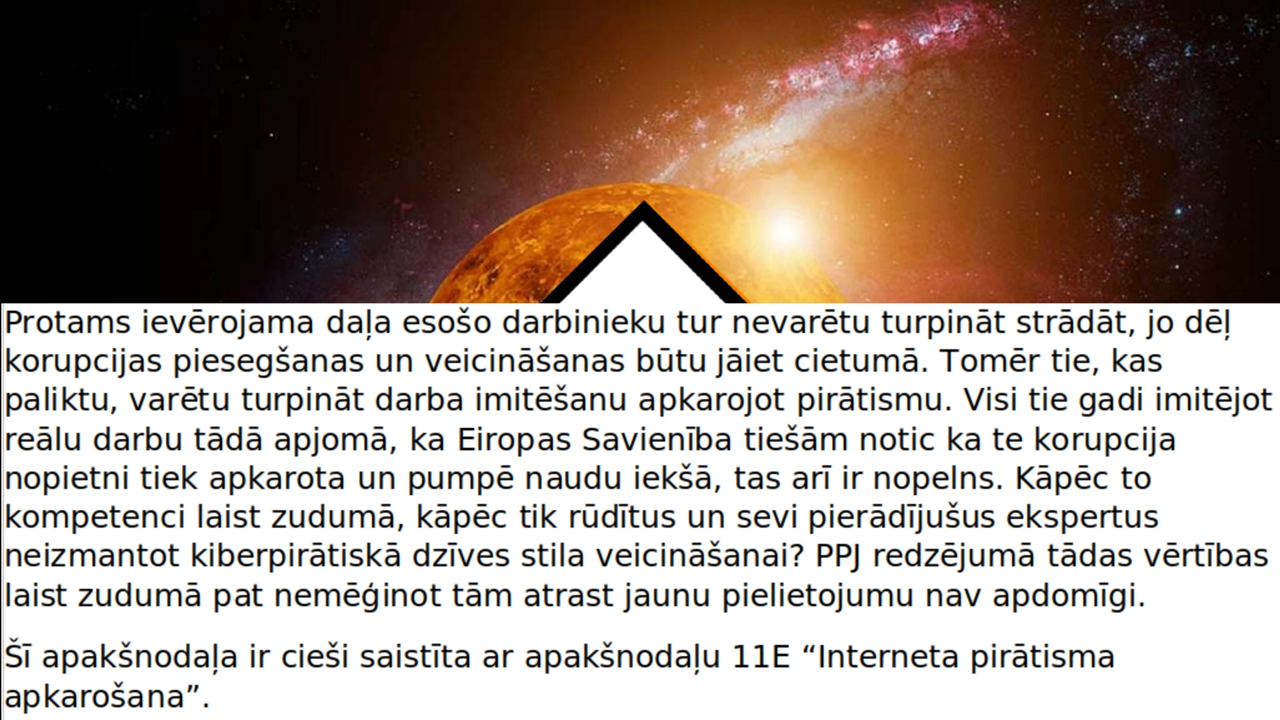 Protams ievērojama daļa esošo darbinieku tur nevarētu turpināt strādāt, jo dēļ
korupcijas piesegšanas un veicināšanas būtu jāiet cietumā. Tomēr tie, kas
paliktu, varētu turpināt darba imitēšanu apkarojot pirātismu. Visi tie gadi imitējot
reālu darbu tādā apjomā, ka Eiropas Savienība tiešām notic ka te korupcija
nopietni tiek apkarota un pumpē naudu iekšā, tas arī ir nopelns. Kāpēc to
kompetenci laist zudumā, kāpēc tik rūdītus un sevi pierādījušus ekspertus
neizmantot kiberpirātiskā dzīves stila veicināšanai? PPJ redzējumā tādas vērtības
laist zudumā pat nemēģinot tām atrast jaunu pielietojumu nav apdomīgi.
Šī apakšnodaļa ir cieši saistīta ar apakšnodaļu 11E “Interneta pirātisma
apkarošana”.